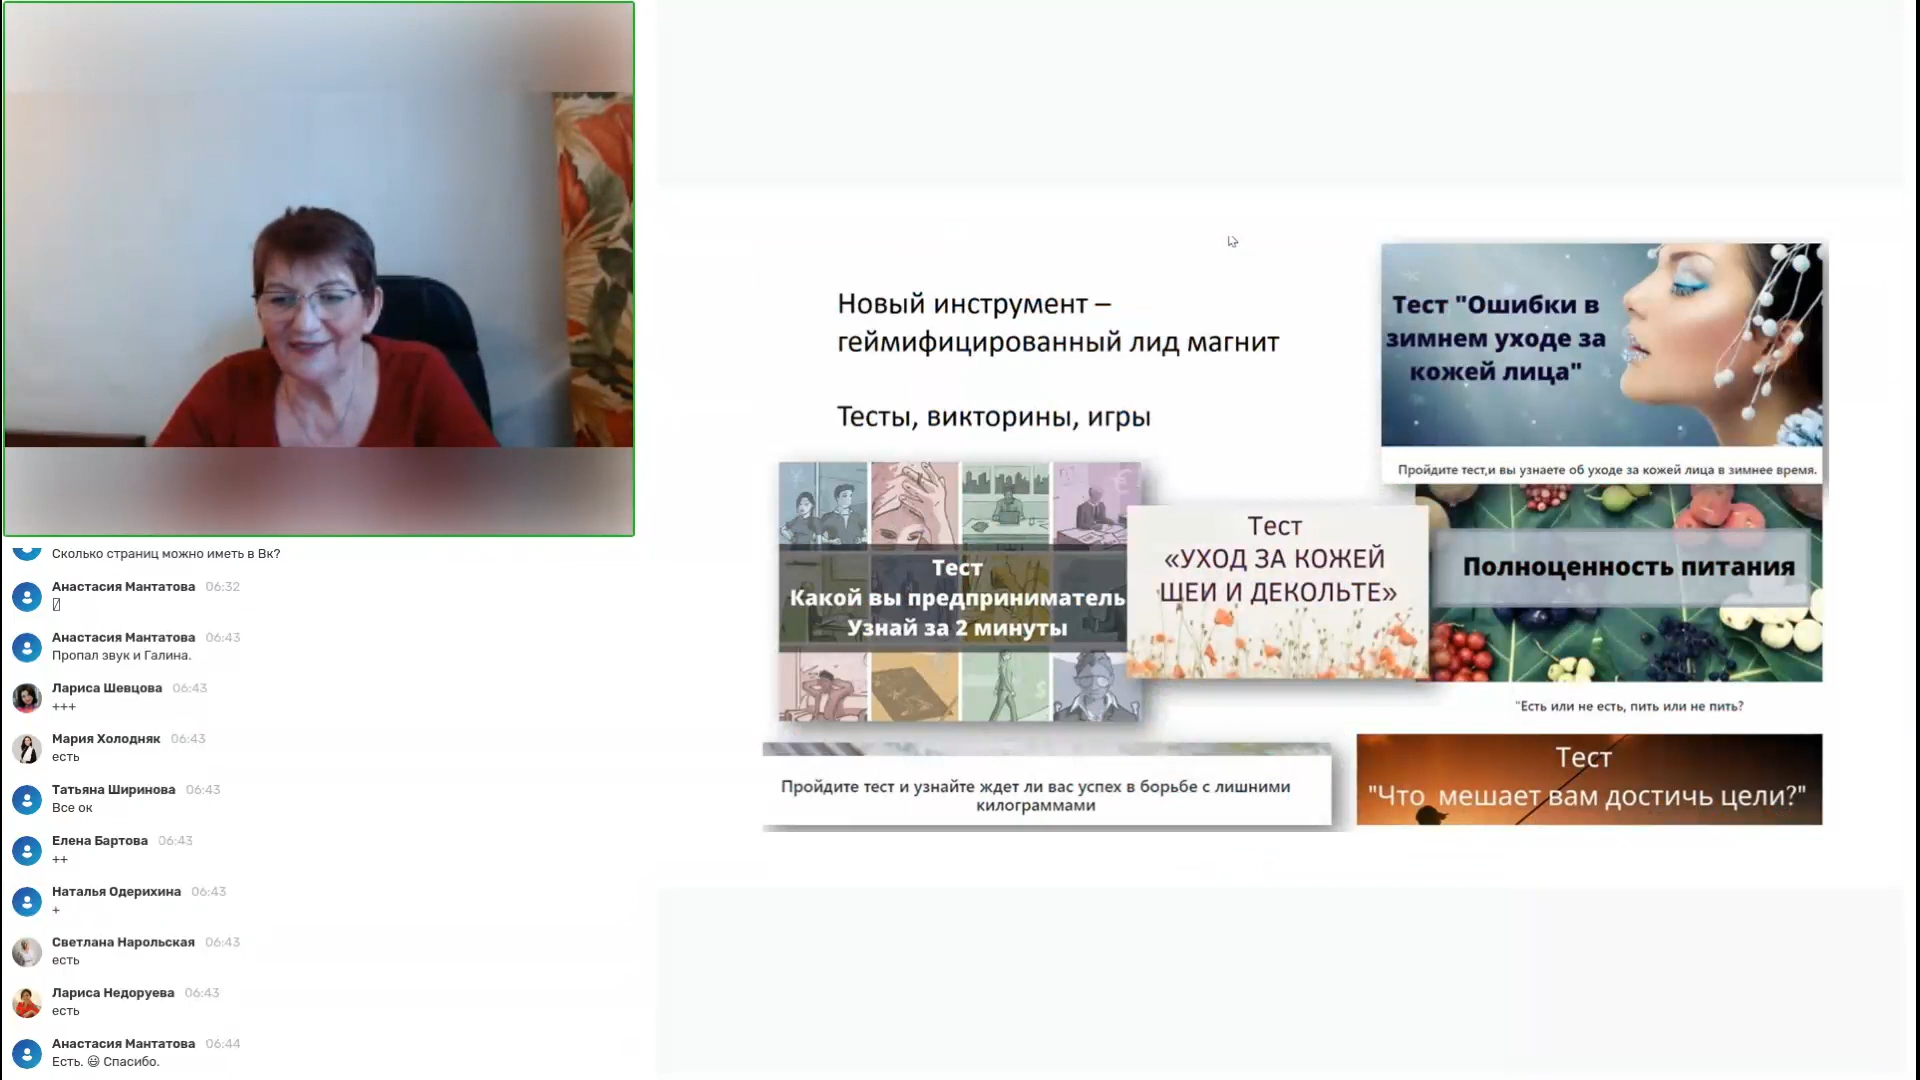 Сколько страниц можно иметь в Вк?
Анастасия Мантатова 06:32
Анастасия Мантатова 06:43
Пропал звук и Галина.
Лариса Шевцова 06:43
+++
Мария Холодняк 06:43
есть
Татьяна Ширинова 06:43
Все ок
Елена Бартова 06:43
++
Наталья Одерихина 06:43
+
Светлана Нарольская 06:43
есть
Лариса Недоруева 06:43
есть
Анастасия Мантатова 06:44
Есть. 😃 Спасибо.
Новый инструмент –
геймифицированный лид магнит
Тесты, викторины, игры
Тест "Ошибки в
зимнем уходе за
кожей лица"
Пройдите тест,и вы узнаете об уходе за кожей лица в зимнее время.
Тест
Какой вы предприниматель
Узнай за 2 минуты
Тест
«УХОД ЗА КОЖЕЙ
ШЕИ И ДЕКОЛЬТЕ»
Полноценность питания
"Есть или не есть, пить или не пить?
Пройдите тест и узнайте ждет ли вас успех в борьбе с лишними
килограммами
Тест
"Что мешает вам достичь цели?"